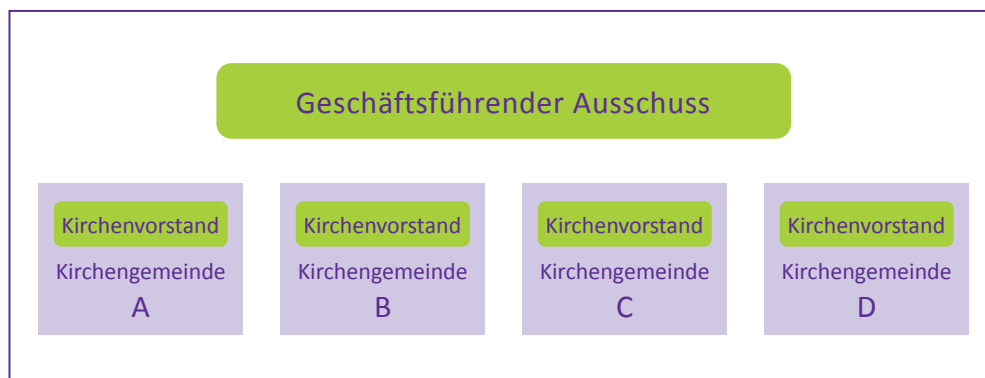 Geschäftsführender Ausschuss
Kirchenvorstand
Kirchengemeinde
A
Kirchenvorstand
Kirchengemeinde
B
Kirchenvorstand
Kirchengemeinde
C
Kirchenvorstand
Kirchengemeinde
D